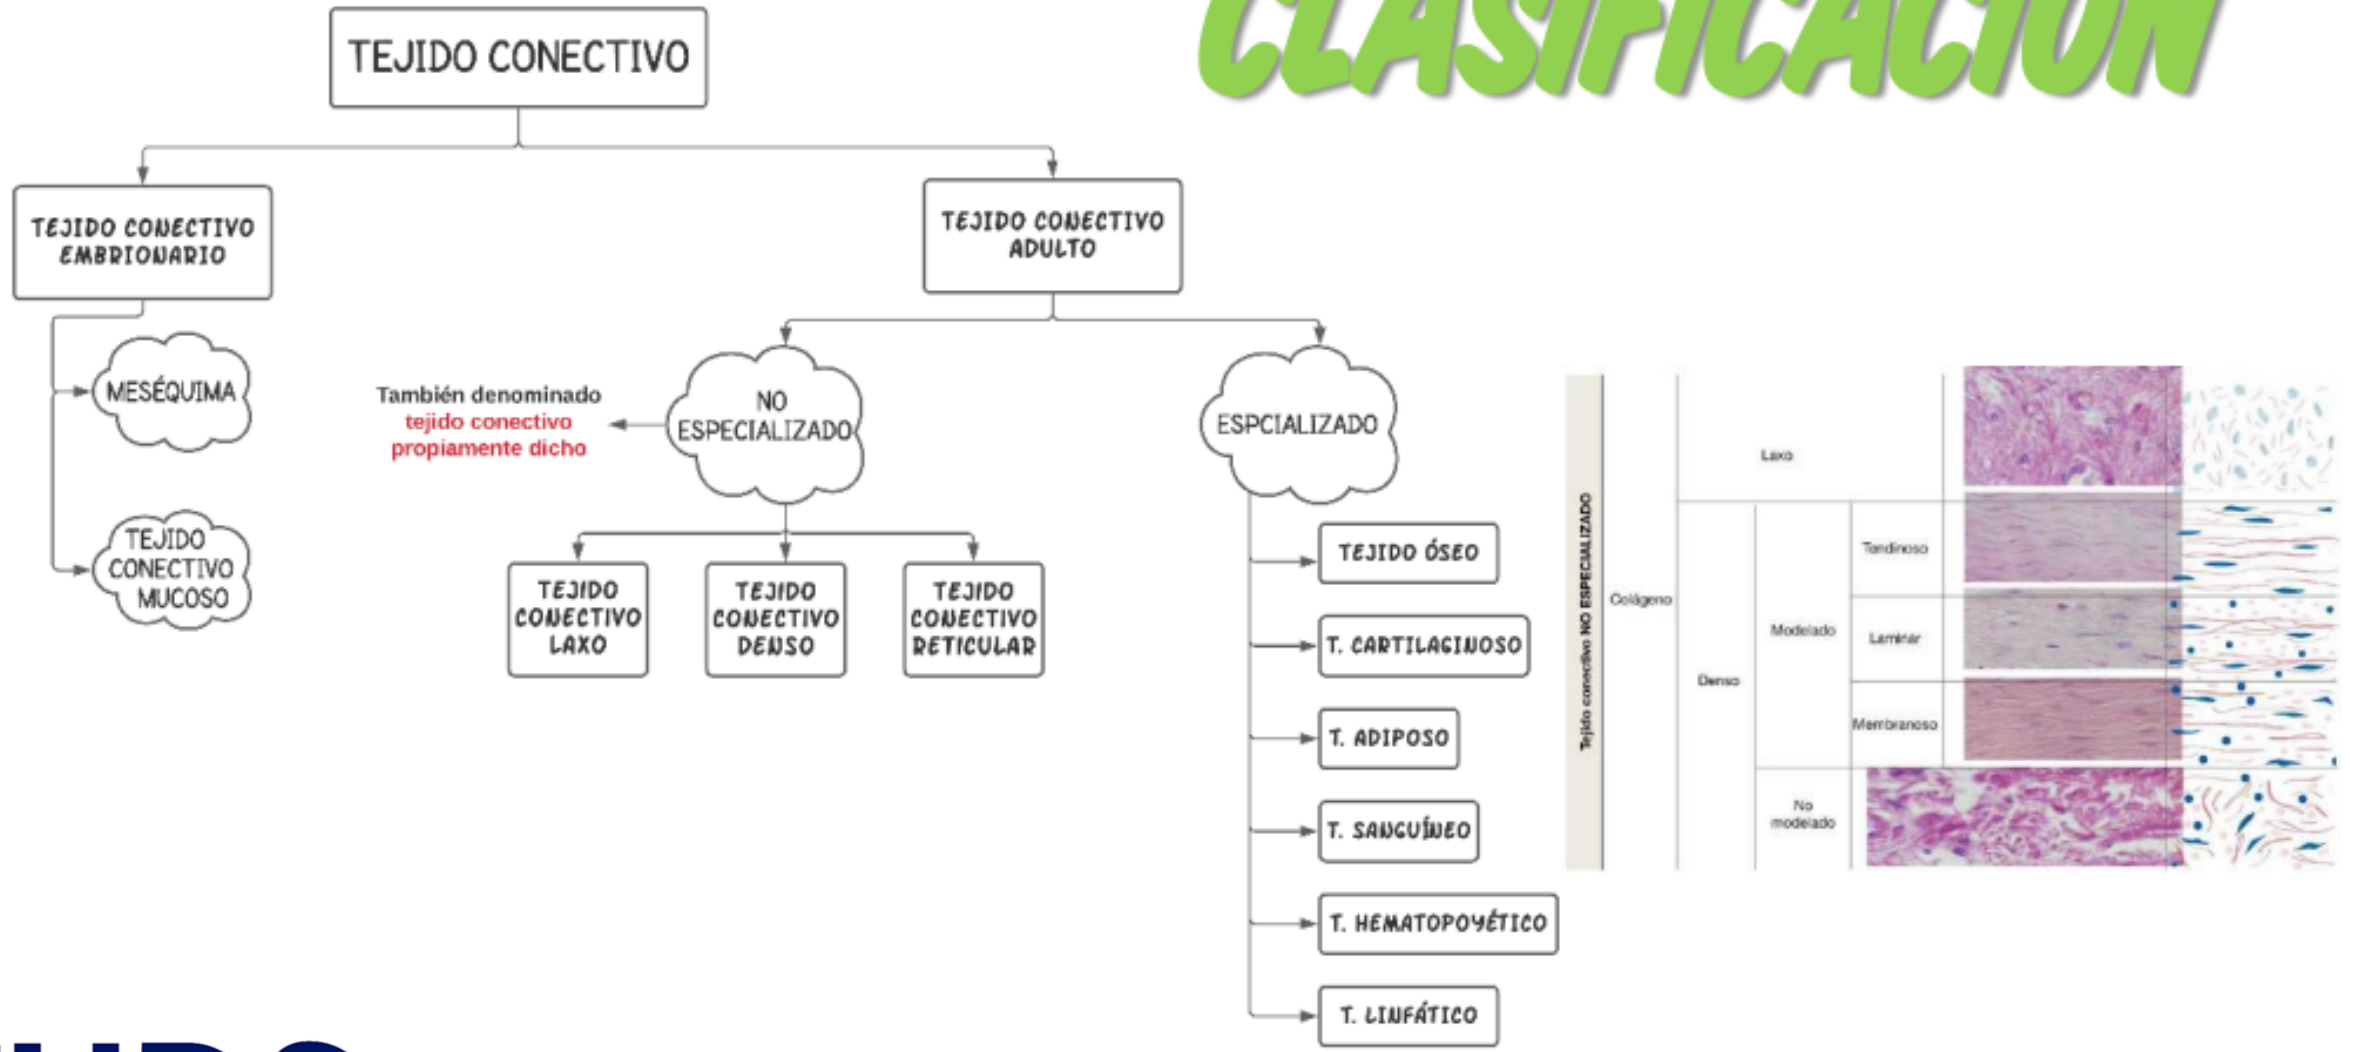 CLASIFICACIÓN
TEJIDO CONECTIVO
TEJIDO CONECTIVO
EMBRIONARIO
MESÉQUIMA
TEJIDO
CONECTIVO
MUCOSO
TEJIDO CONECTIVO
ADULTO
También denominado
tejido conectivo
propiamente dicho
NO
ESPECIALIZADO
TEJIDO
CONECTIVO
LAXO
TEJIDO
CONECTIVO
DENSO
TEJIDO
CONECTIVO
RETICULAR
ESPCIALIZADO
TEJIDO ÓSEO
T. CARTILAGINOSO
T. ADIPOSO
T. SANGUÍNEO
T. HEMATOPOYÉTICO
T. LINFÁTICO
Tejido conectivo NO ESPECIALIZADO
Colágeno
Laxo
Denso
Modelado
Tendinoso
Laminar
Membranoso
No
modelado